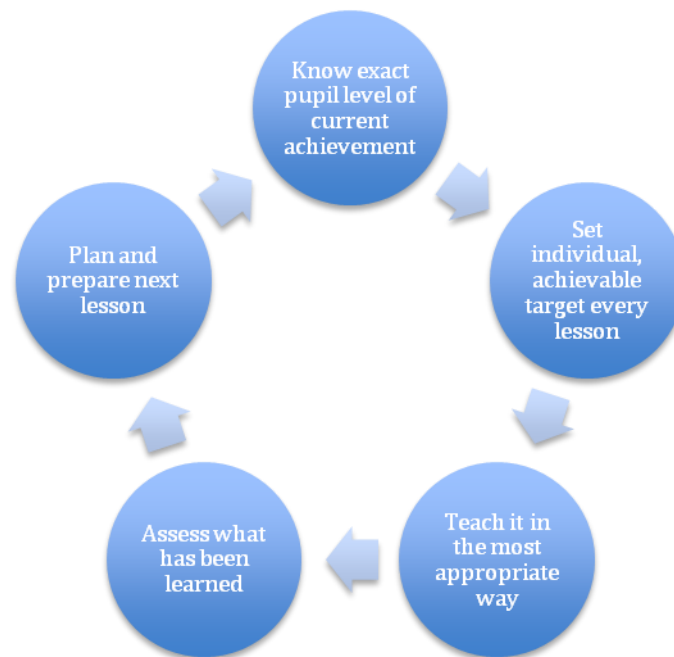 Know exact
pupil level of
current
achievement
Set
individual,
achievable
target every
lesson
Teach it in
the most
appropriate
way
Assess what
has been
learned
Plan and
prepare next
lesson